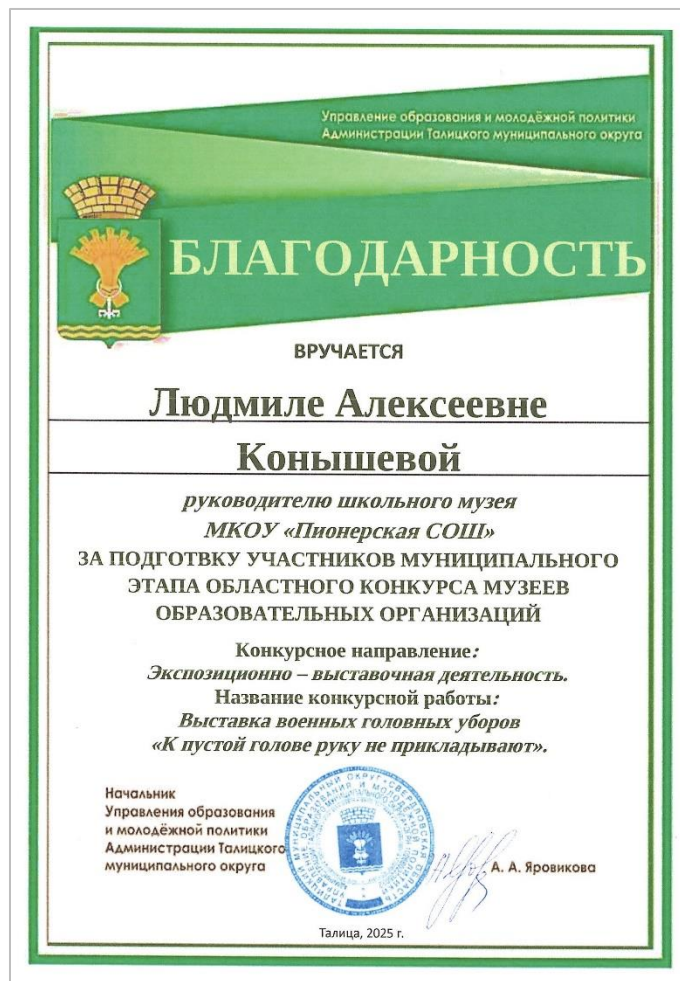 Управление образования и молодёжной политики
Администрации Талицкого муниципального округа
БЛАГОДАРНОСТЬ
ВРУЧАЕТСЯ
Людмиле Алексеевне
Конышевой
руководителю школьного музея
МКОУ «Пионерская СОШ»
ЗА ПОДГОТВКУ УЧАСТНИКОВ МУНИЦИПАЛЬНОГО
ЭТАПА ОБЛАСТНОГО КОНКУРСА МУЗЕЕВ
ОБРАЗОВАТЕЛЬНЫХ ОРГАНИЗАЦИЙ
Конкурсное направление:
Экспозиционно – выставочная деятельность.
Название конкурсной работы:
Выставка военных головных уборов
«К пустой голове руку не прикладывают».
Начальник
Управления образования
и молодёжной политики
Администрации Талицкого
муниципального округа
А. А. Яровикова
Талица, 2025 г.